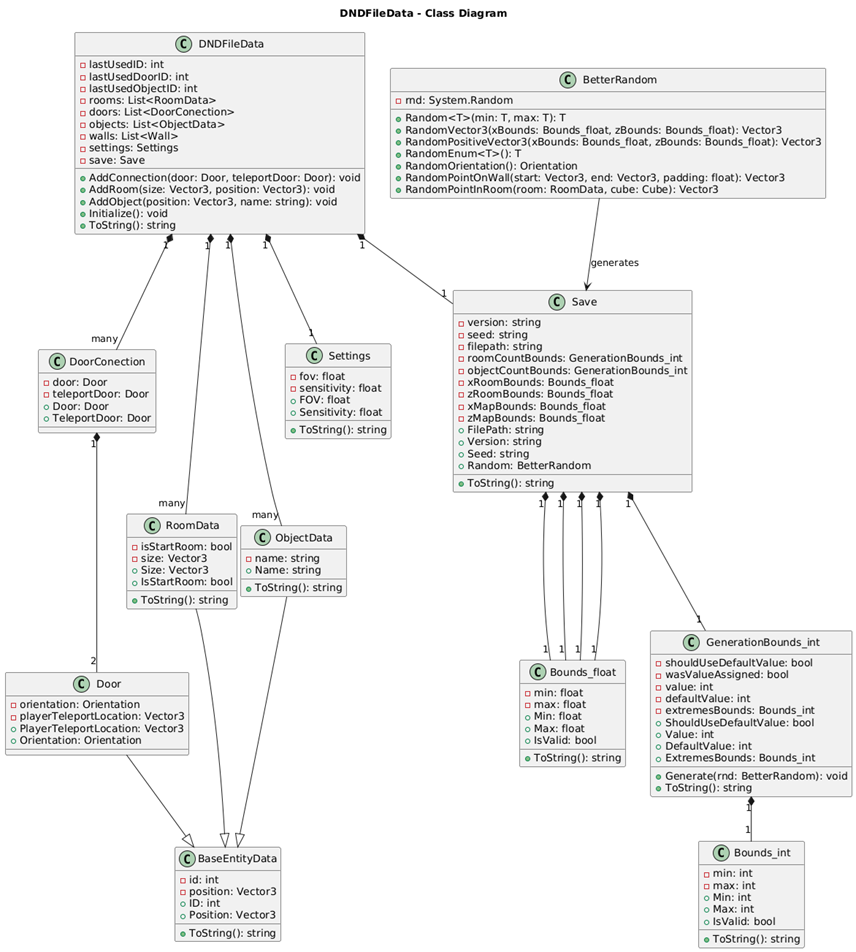 DNDFileData - Class Diagram
C DNDFileData
lastUsedID: int
lastUsedDoorID: int
lastUsedObjectID: int
rooms: List<RoomData>
doors: List<DoorConnection>
objects: List<ObjectData>
walls: List<Wall>
settings: Settings
save: Save
AddConnection(door: Door, teleportDoor: Door): void
AddRoom(size: Vector3, position: Vector3): void
AddObject(position: Vector3, name: string): void
Initialize(): void
ToString(): string
C BetterRandom
rnd: System.Random
Random<T>(min: T, max: T): T
RandomVector3(xBounds: Bounds_float, zBounds: Bounds_float): Vector3
RandomPositiveVector3(xBounds: Bounds_float, zBounds: Bounds_float): Vector3
RandomEnum<T>(): T
RandomOrientation(): Orientation
RandomPointOnWall(start: Vector3, end: Vector3, padding: float): Vector3
RandomPointInRoom(room: RoomData, cube: Cube): Vector3
1 1 1 1 1
generates
1
many
1
C DoorConection
door: Door
teleportDoor: Door
Door: Door
TeleportDoor: Door
1
C Settings
fov: float
sensitivity: float
FOV: float
Sensitivity: float
ToString(): string
C Save
version: string
seed: string
filepath: string
roomCountBounds: GenerationBounds_int
objectCountBounds: GenerationBounds_int
xRoomBounds: Bounds_float
zRoomBounds: Bounds_float
xMapBounds: Bounds_float
zMapBounds: Bounds_float
FilePath: string
Version: string
Seed: string
Random: BetterRandom
ToString(): string
1 1 1 1 1
many
many
C RoomData
isStartRoom: bool
size: Vector3
Size: Vector3
IsStartRoom: bool
ToString(): string
C ObjectData
name: string
Name: string
ToString(): string
2
1 1 1 1
1
C Door
orientation: Orientation
playerTeleportLocation: Vector3
PlayerTeleportLocation: Vector3
Orientation: Orientation
C Bounds_float
min: float
max: float
Min: float
Max: float
IsValid: bool
ToString(): string
C GenerationBounds_int
shouldUseDefaultValue: bool
wasValueAssigned: bool
value: int
defaultValue: int
extremesBounds: Bounds_int
ShouldUseDefaultValue: bool
Value: int
DefaultValue: int
ExtremesBounds: Bounds_int
Generate(rnd: BetterRandom): void
ToString(): string
1
1
C BaseEntityData
id: int
position: Vector3
ID: int
Position: Vector3
ToString(): string
C Bounds_int
min: int
max: int
Min: int
Max: int
IsValid: bool
ToString(): string